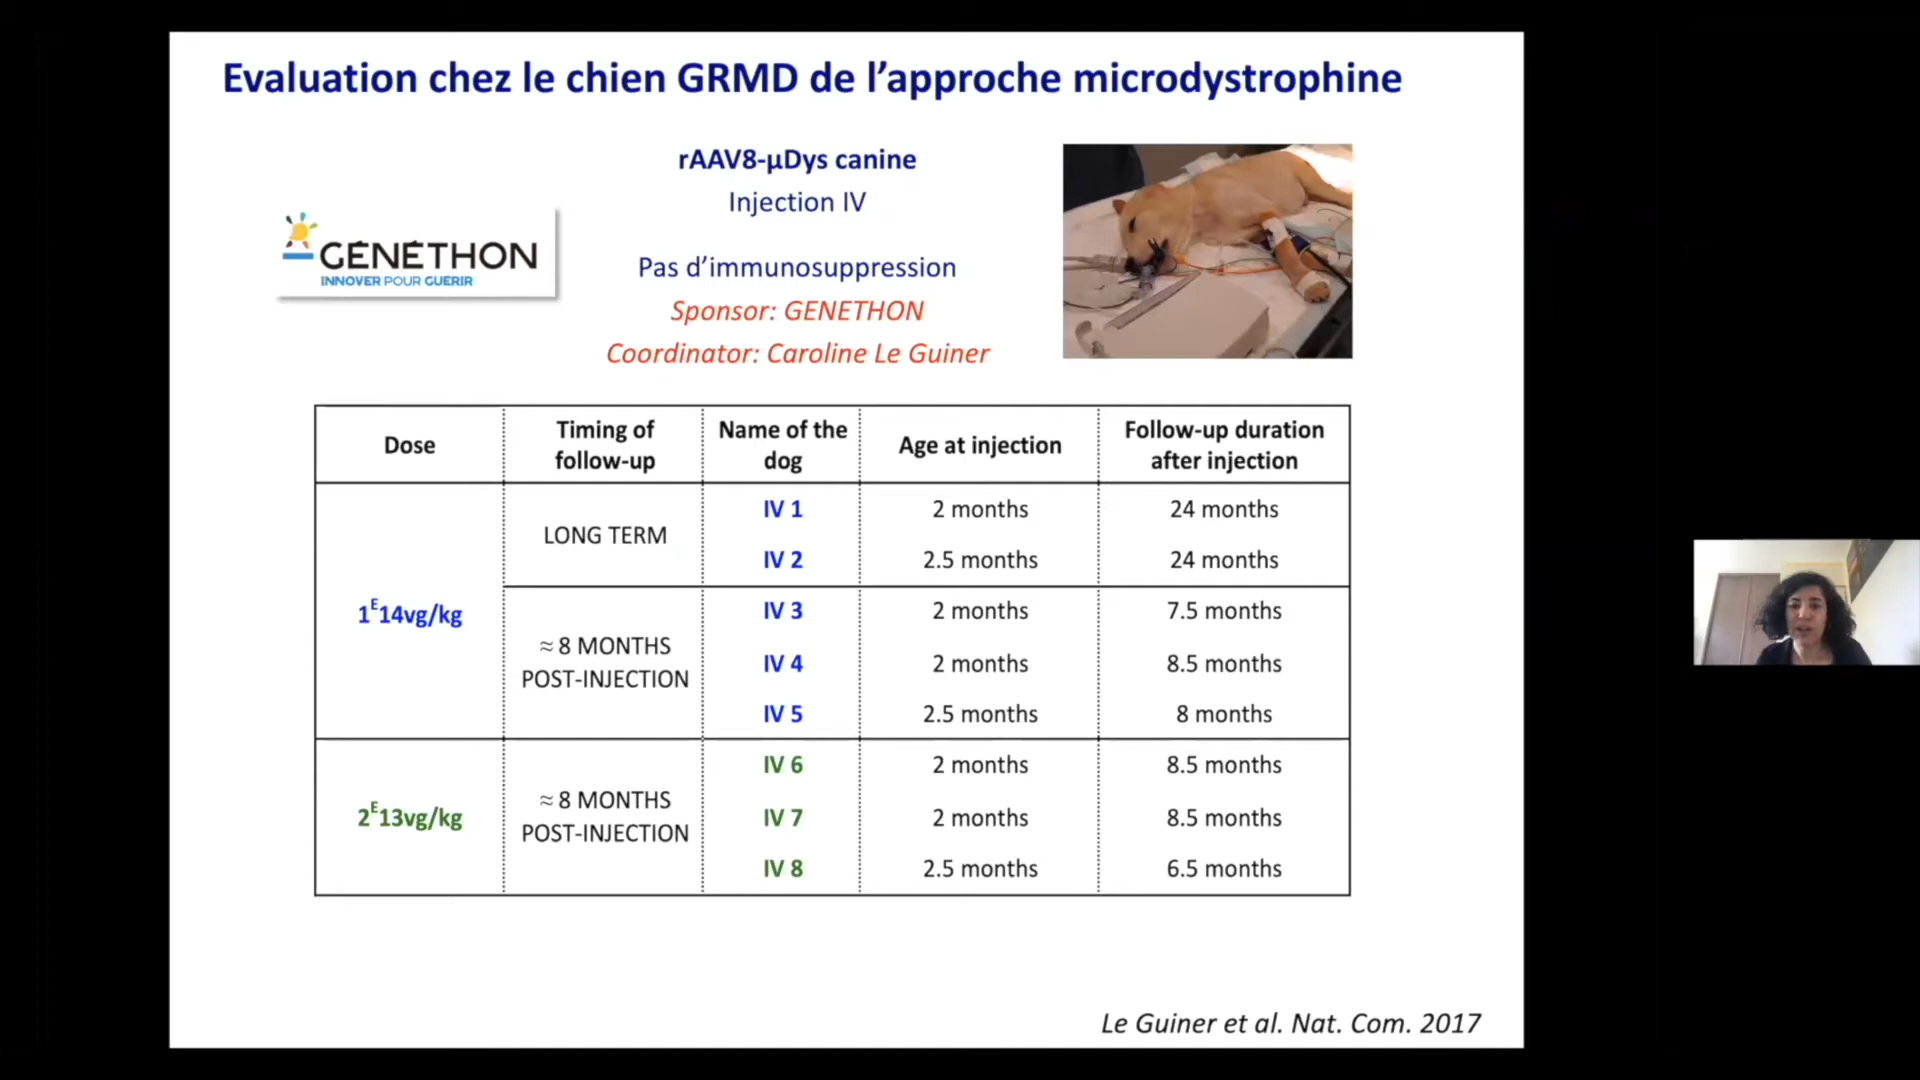 Evaluation chez le chien GRMD de l’approche microdystrophine
rAAV8-µDys canine
Injection IV
GÉNÉTHON
INNOVER POUR GUÉRIR
Pas d’immunosuppression
Sponsor: GENETHON
Coordinator: Caroline Le Guiner
Dose
Timing of
follow-up
Name of the
dog
Age at injection
Follow-up duration
after injection
1E14vg/kg
LONG TERM
IV 1
2 months
24 months
IV 2
2.5 months
24 months
≈ 8 MONTHS
POST-INJECTION
IV 3
2 months
7.5 months
IV 4
2 months
8.5 months
IV 5
2.5 months
8 months
2E13vg/kg
≈ 8 MONTHS
POST-INJECTION
IV 6
2 months
8.5 months
IV 7
2 months
8.5 months
IV 8
2.5 months
6.5 months
Le Guiner et al. Nat. Com. 2017